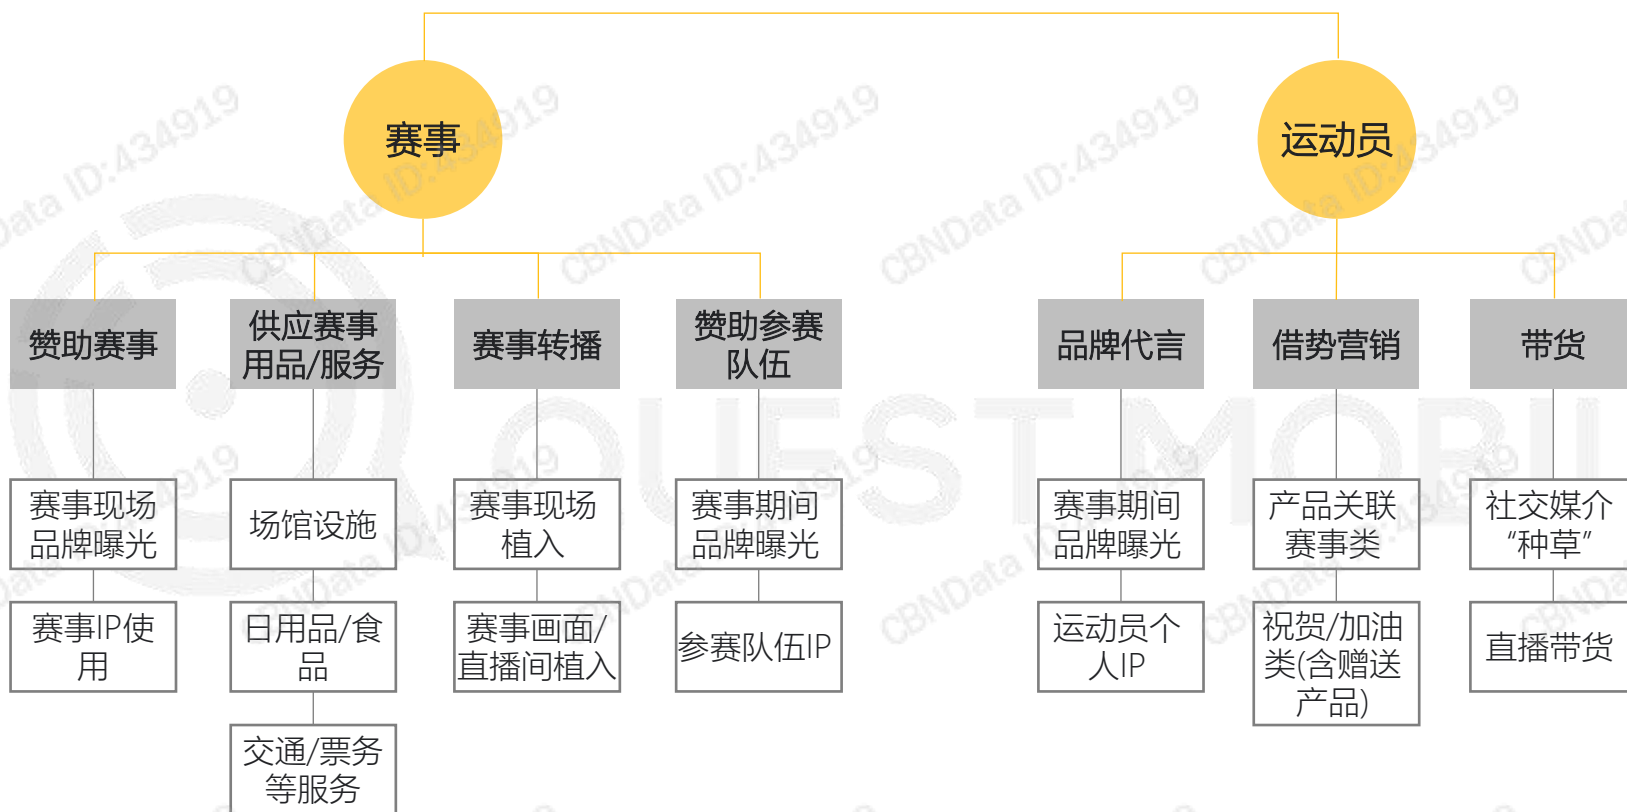 赛事
运动员
赞助赛事
供应赛事
用品/服务
赛事转播
赞助参赛
队伍
品牌代言
借势营销
带货
赛事现场
品牌曝光
场馆设施
赛事现场
植入
赛事期间
品牌曝光
赛事期间
品牌曝光
产品关联
赛事类
社交媒介
“种草”
赛事IP使
用
日用品/食
品
赛事画面/
直播间植入
参赛队伍IP
运动员个
人IP
祝贺/加油
类(含赠送
产品)
直播带货
交通/票务
等服务
QUEST MOBIL
CBNData ID:434919